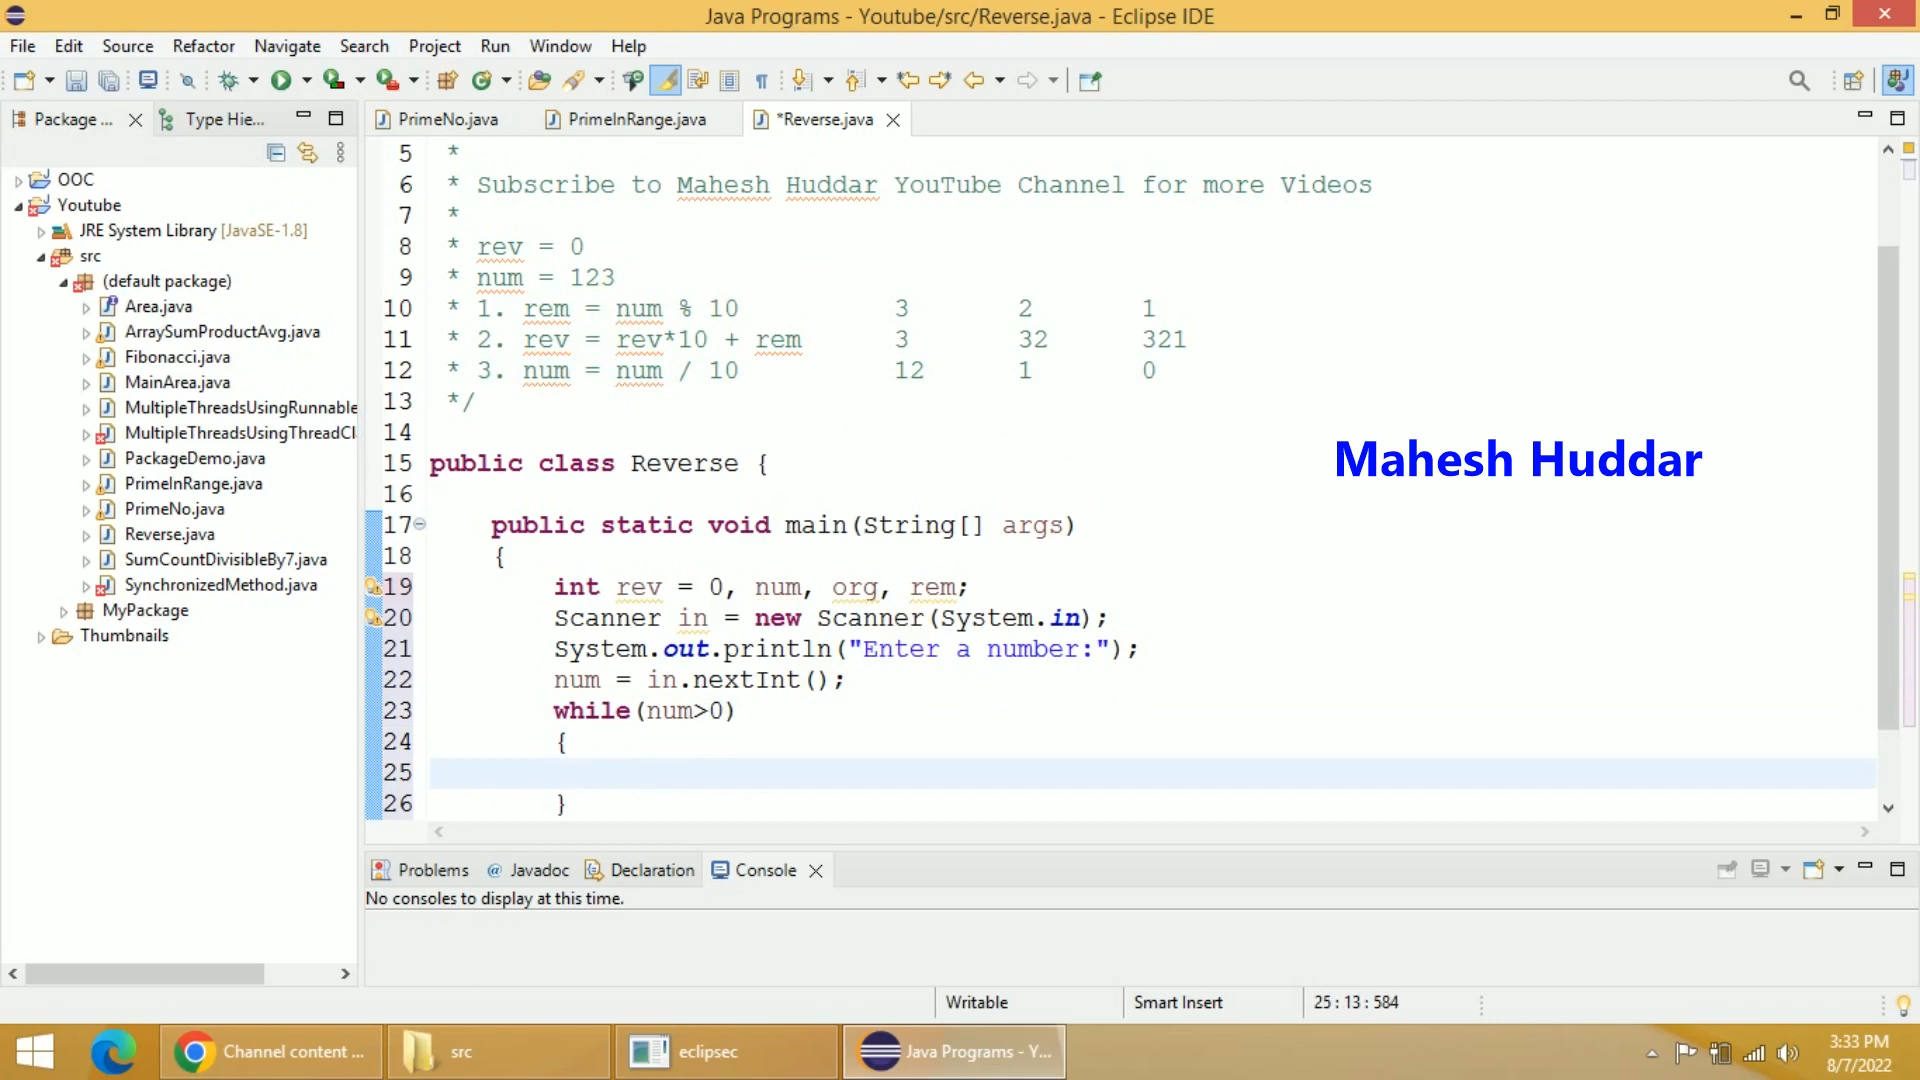 Java Programs - Youtube/src/Reverse.java - Eclipse IDE
File Edit Source Refactor Navigate Search Project Run Window Help
Package ... Type Hie...
PrimeNo.java PrimeInRange.java *Reverse.java
OOC
Youtube
JRE System Library [JavaSE-1.8]
src
(default package)
Area.java
ArraySumProductAvg.java
Fibonacci.java
MainArea.java
MultipleThreadsUsingRunnable
MultipleThreadsUsingThreadCl
PackageDemo.java
PrimeInRange.java
PrimeNo.java
Reverse.java
SumCountDivisibleBy7.java
SynchronizedMethod.java
MyPackage
Thumbnails
5 *
6 * Subscribe to Mahesh Huddar YouTube Channel for more Videos
7 *
8 * rev = 0
9 * num = 123
10 * 1. rem = num % 10 3 2 1
11 * 2. rev = rev*10 + rem 3 32 321
12 * 3. num = num / 10 12 1 0
13 */
14
15 public class Reverse {
16
17 public static void main(String[] args)
18 {
19 int rev = 0, num, org, rem;
20 Scanner in = new Scanner(System.in);
21 System.out.println("Enter a number:");
22 num = in.nextInt();
23 while(num>0)
24 {
25
26 }
Mahesh Huddar
Problems @ Javadoc Declaration Console
No consoles to display at this time.
Writable Smart Insert 25 : 13 : 584
Channel content ... src eclipsec Java Programs - Y...
3:33 PM
8/7/2022